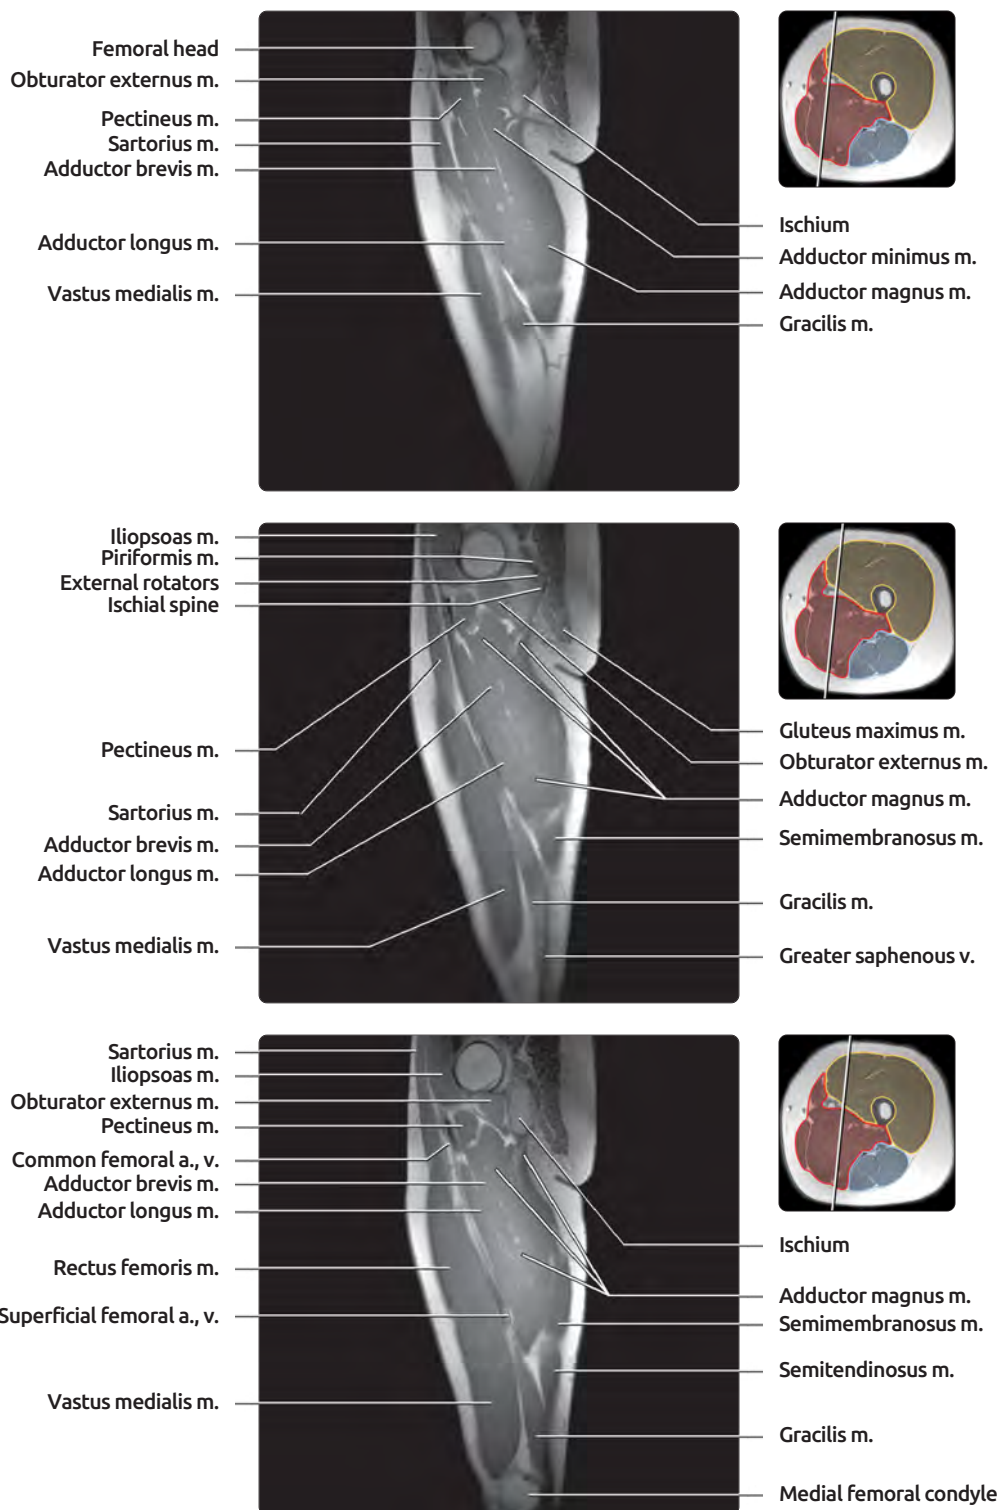 Femoral head
Obturator externus m.
Pectineus m.
Sartorius m.
Adductor brevis m.
Adductor longus m.
Vastus medialis m.
Ischium
Adductor minimus m.
Adductor magnus m.
Gracilis m.
Iliopsoas m.
Piriformis m.
External rotators
Ischial spine
Pectineus m.
Sartorius m.
Adductor brevis m.
Adductor longus m.
Vastus medialis m.
Gluteus maximus m.
Obturator externus m.
Adductor magnus m.
Semimembranosus m.
Gracilis m.
Greater saphenous v.
Sartorius m.
Iliopsoas m.
Obturator externus m.
Pectineus m.
Common femoral a., v.
Adductor brevis m.
Adductor longus m.
Rectus femoris m.
Superficial femoral a., v.
Vastus medialis m.
Ischium
Adductor magnus m.
Semimembranosus m.
Semitendinosus m.
Gracilis m.
Medial femoral condyle